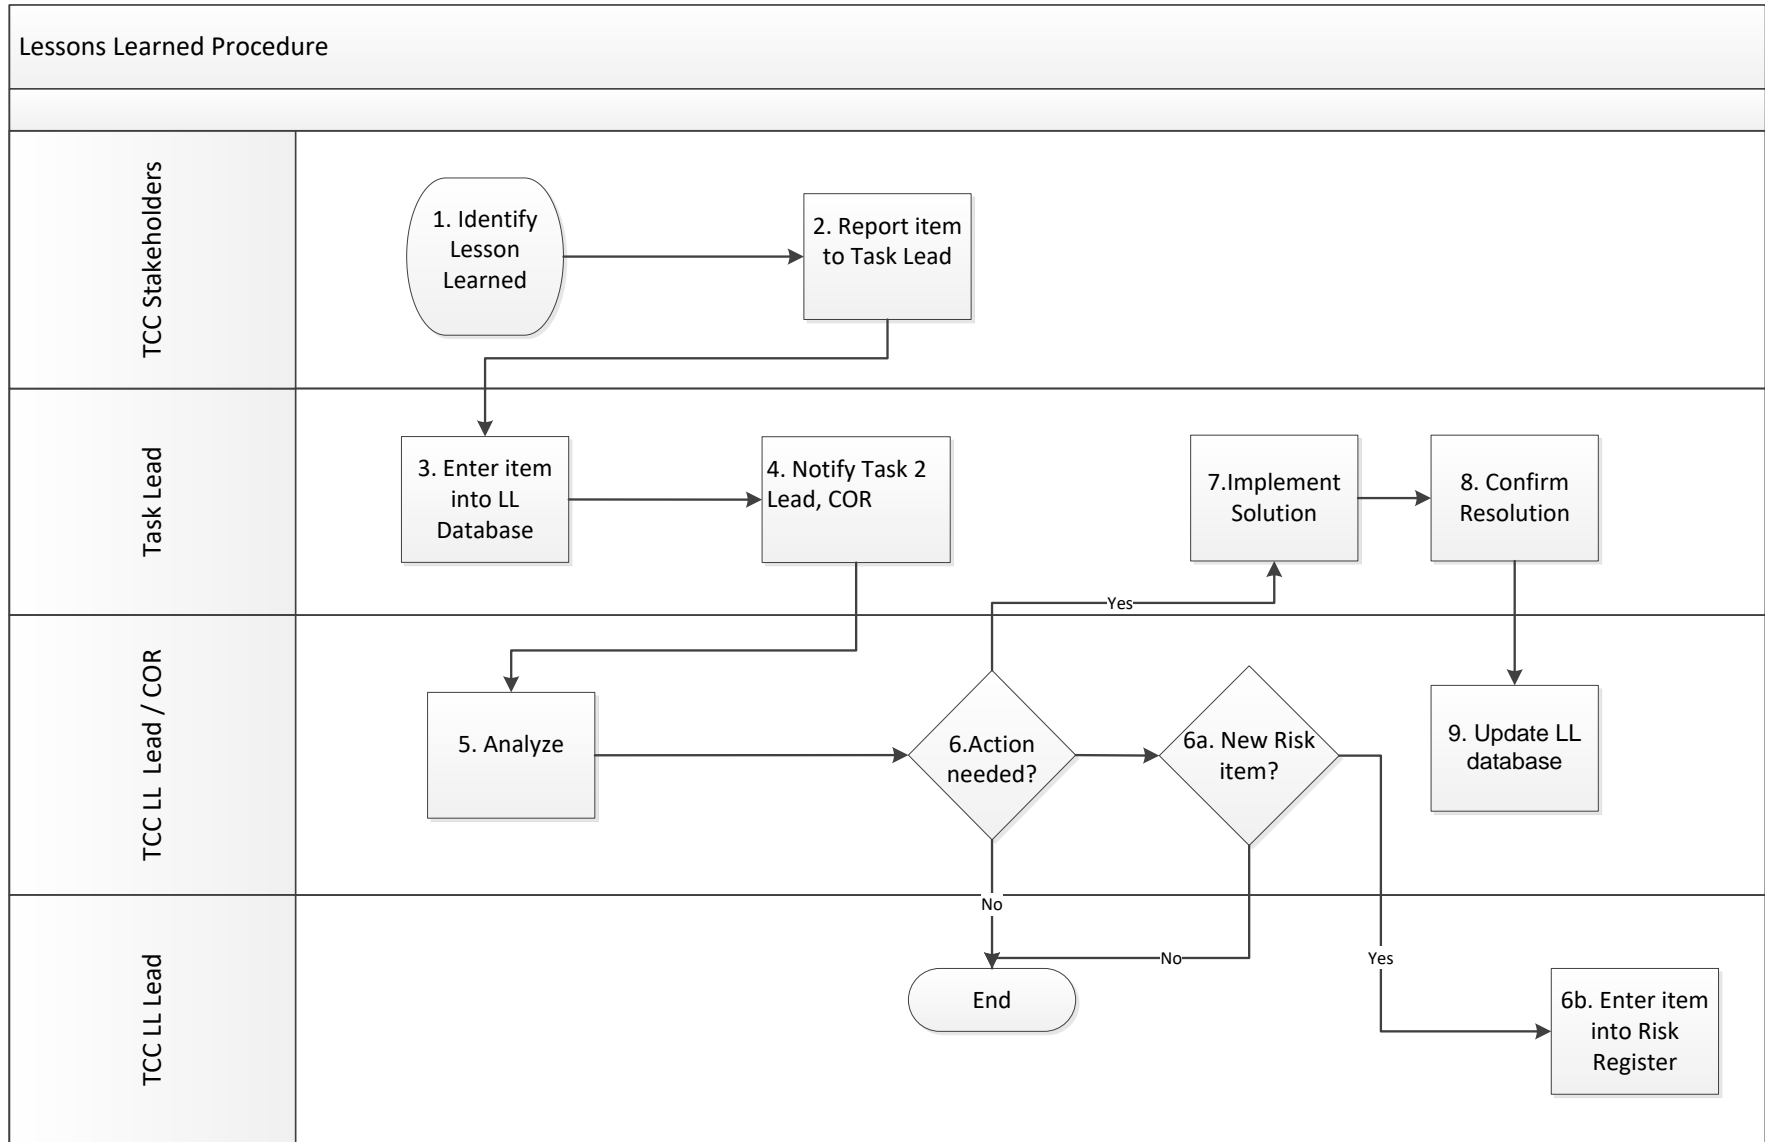 Lessons Learned Procedure
TCC Stakeholders
1. Identify
Lesson
Learned
2. Report item
to Task Lead
Task Lead
3. Enter item
into LL
Database
4. Notify Task 2
Lead, COR
7.Implement
Solution
8. Confirm
Resolution
Yes
TCC LL Lead / COR
5. Analyze
6.Action
needed?
6a. New Risk
item?
9. Update LL
database
No
TCC LL Lead
No
Yes
End
6b. Enter item
into Risk
Register